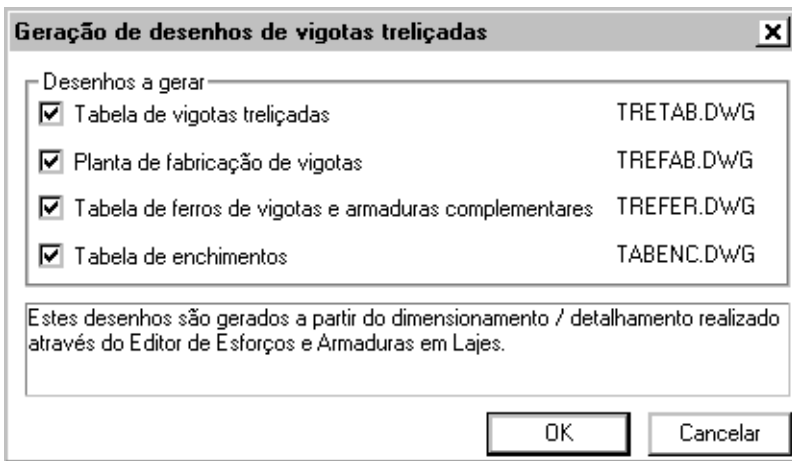 Geração de desenhos de vigotas treliçadas
Desenhos a gerar
Tabela de vigotas treliçadas TRETAB.DWG
Planta de fabricação de vigotas TREFAB.DWG
Tabela de ferros de vigotas e armaduras complementares TREFER.DWG
Tabela de enchimentos TABENC.DWG
Estes desenhos são gerados a partir do dimensionamento / detalhamento realizado
através do Editor de Esforços e Armaduras em Lajes.
OK Cancelar